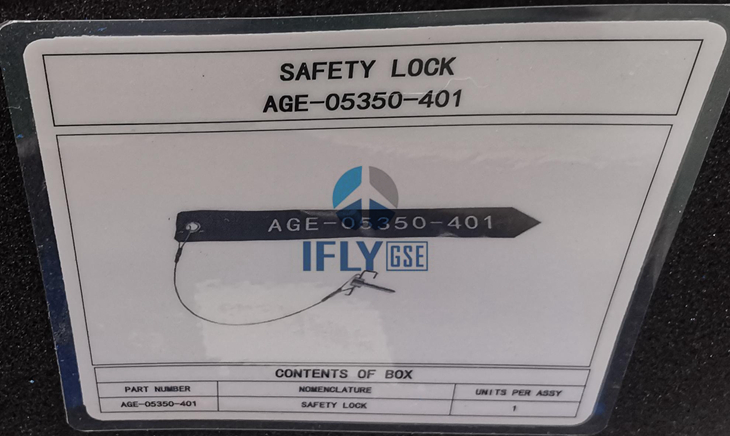 SAFETY LOCK
AGE-05350-401
AGE-05350-401
IFLY GSE
CONTENTS OF BOX
PART NUMBER NOMENCLATURE UNITS PER ASSY
AGE-05350-401 SAFETY LOCK 1